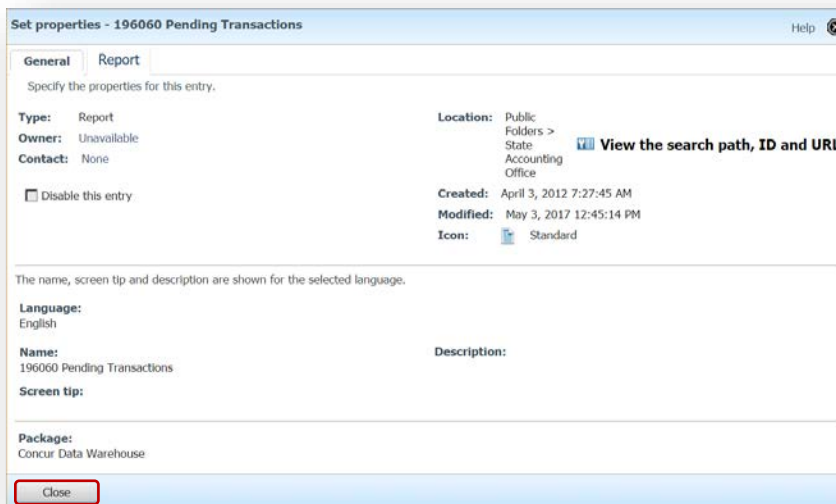 Set properties - 196060 Pending Transactions
Help
General Report
Specify the properties for this entry.
Type: Report
Owner: Unavailable
Contact: None
Disable this entry
Location: Public
Folders >
State
Accounting
Office
View the search path, ID and URL
Created: April 3, 2012 7:27:45 AM
Modified: May 3, 2017 12:45:14 PM
Icon: Standard
The name, screen tip and description are shown for the selected language.
Language:
English
Name:
196060 Pending Transactions
Description:
Screen tip:
Package:
Concur Data Warehouse
Close